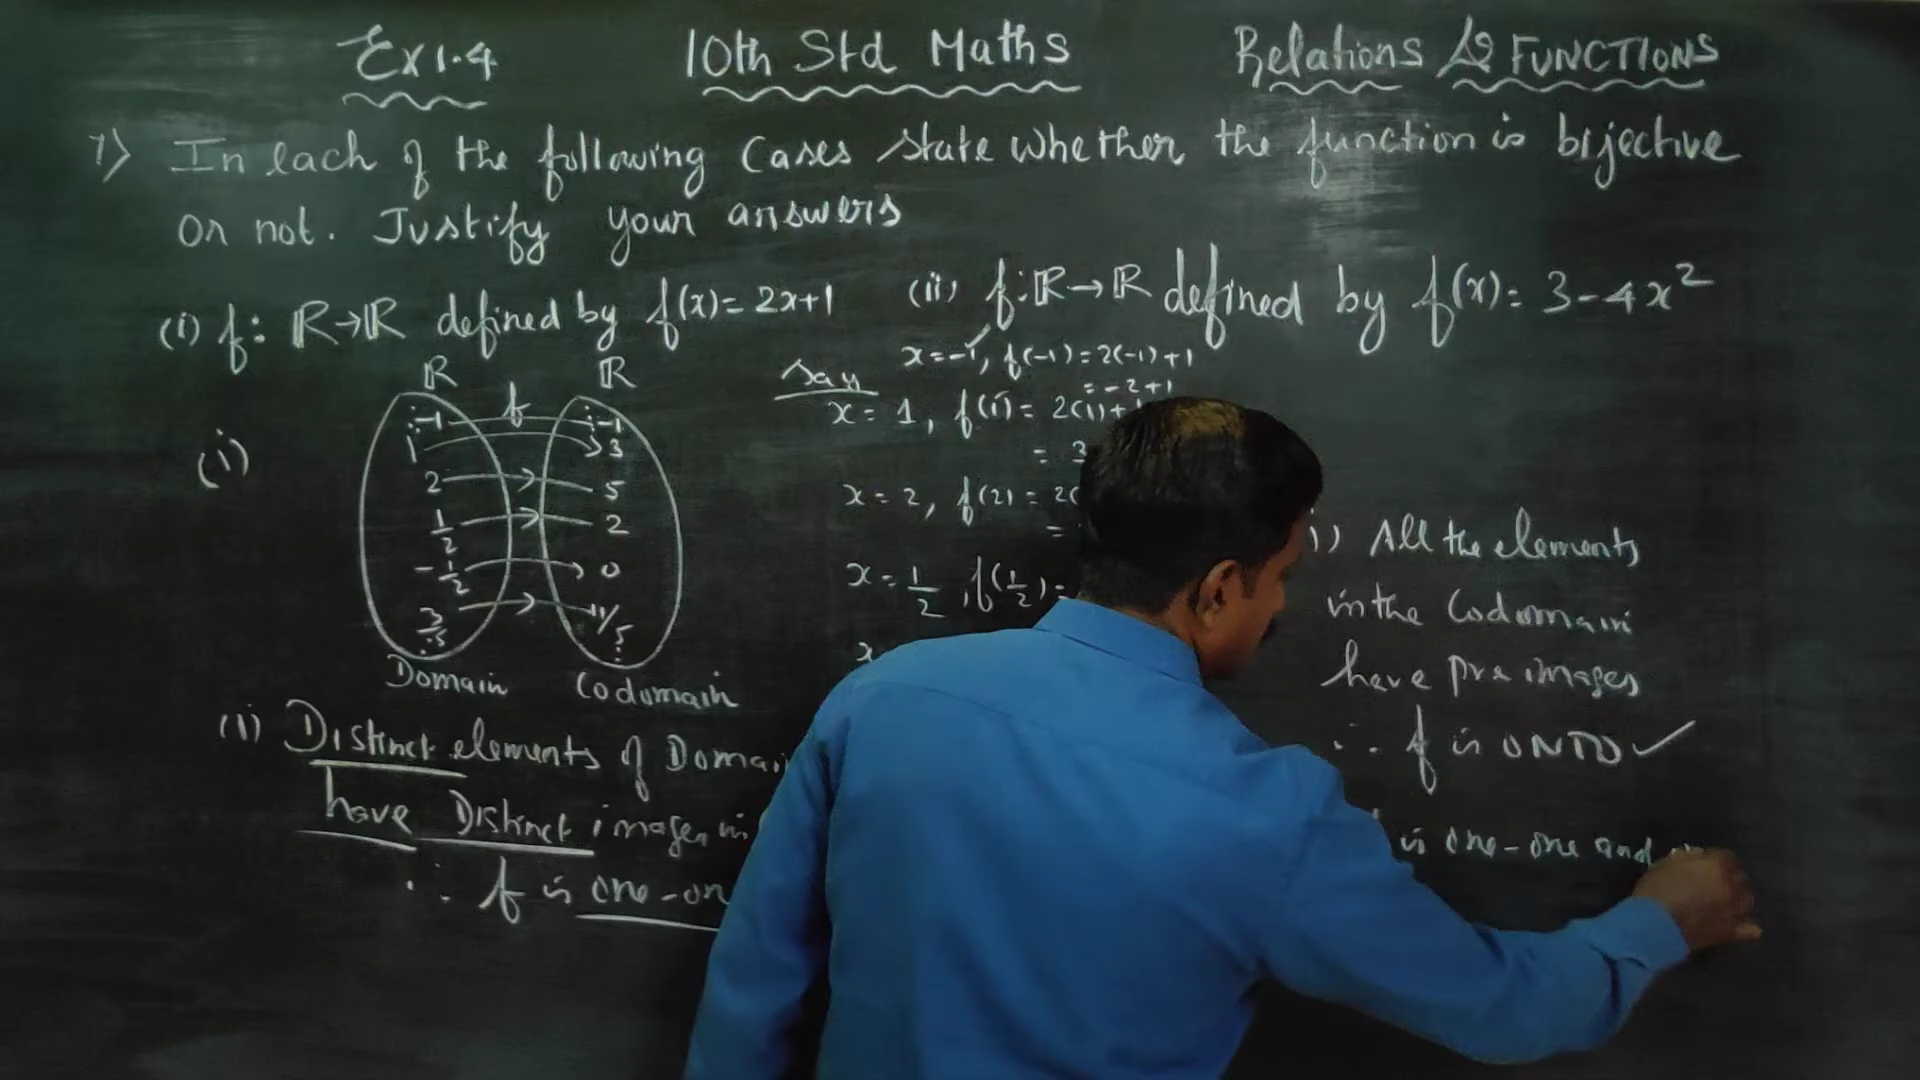 Ex 1.4 10th Std Maths Relations & FUNCTIONS
7) In each of the following Cases state whether the function is bijective
or not. Justify your answers
(i) f: ℝ→ℝ defined by f(x)= 2x+1
(ii) f: ℝ→ℝ defined by f(x)= 3-4x²
(i)
ℝ f ℝ
-1 -1
1 3
2 5
1/2 2
-1/2 0
3/5 11/5
Domain Codomain
x=-1, f(-1)=2(-1)+1
= -2+1
Say
x= 1, f(1)= 2(1)+
= 3
x= 2, f(2) = 2(
=
x= 1/2, f(1/2)=
x
(i) Distinct elements of Domain
have Distinct images in
∴ f is one-on
) All the elements
in the Codomain
have pre images
∴ f is ONTO ✓
is one-one and